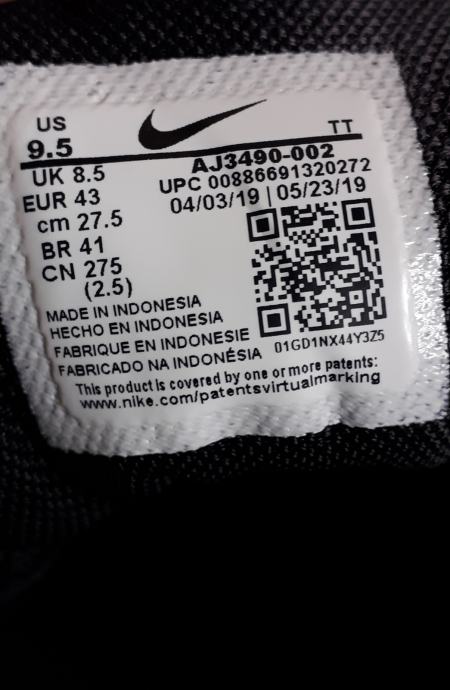 US
9.5
TT
UK 8.5
AJ3490-002
EUR 43
UPC 00886691320272
cm 27.5
04/03/19 | 05/23/19
BR 41
CN 275
(2.5)
MADE IN INDONESIA
HECHO EN INDONESIA
FABRIQUE EN INDONESIE
FABRICADO NA INDONÉSIA
01GD1NX44Y3Z5
This product is covered by one or more patents:
www.nike.com/patentsvirtualmarking